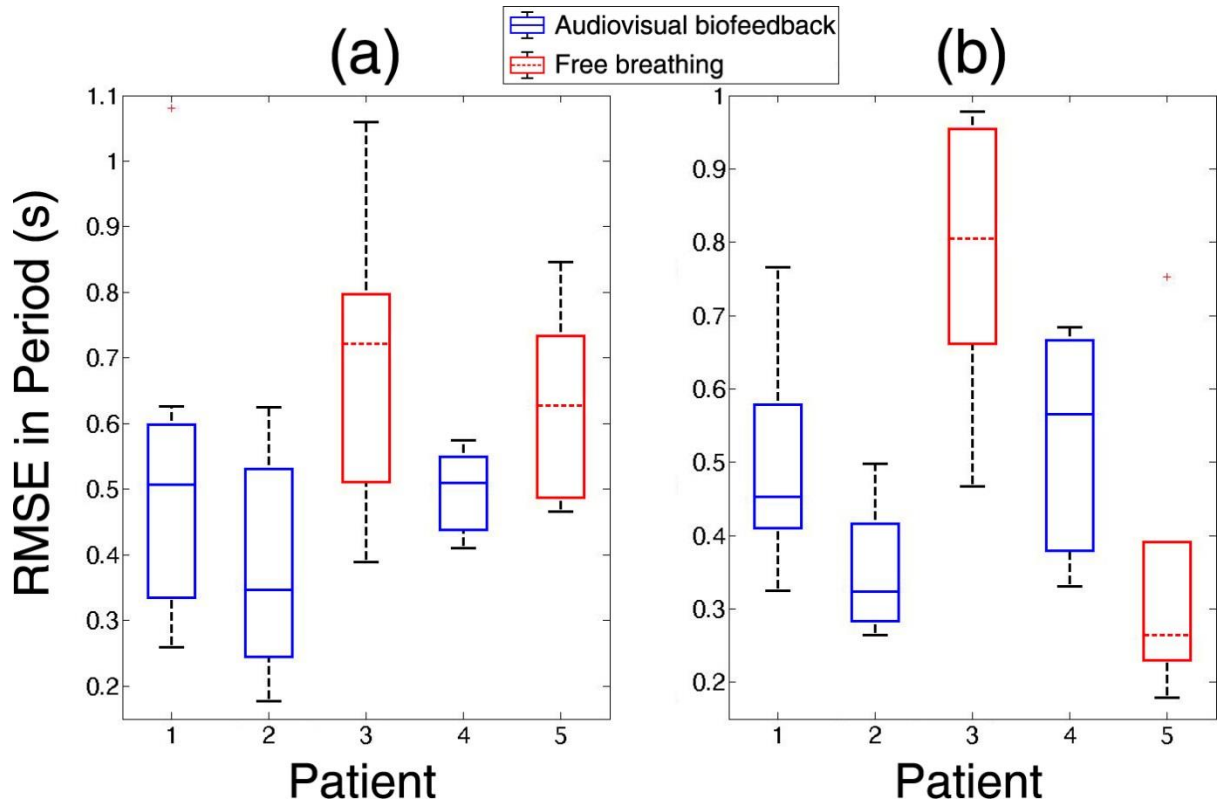 Audiovisual biofeedback
Free breathing
(a)
(b)
RMSE in Period (s)
1.1
1
0.9
0.8
0.7
0.6
0.5
0.4
0.3
0.2
1 2 3 4 5
Patient
1
0.9
0.8
0.7
0.6
0.5
0.4
0.3
0.2
1 2 3 4 5
Patient